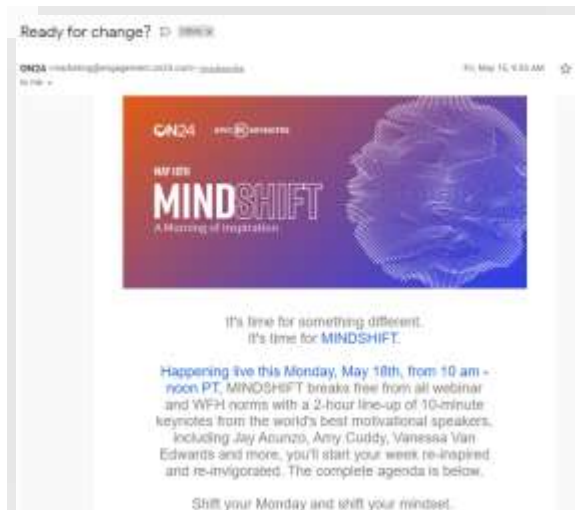 Ready for change?
ON24
Fri, May 15, 9:33 AM
to me
ON24
MAY 18TH
MINDSHIFT
A Morning of Inspiration
It's time for something different.
It's time for MINDSHIFT.
Happening live this Monday, May 18th, from 10 am -
noon PT, MINDSHIFT breaks free from all webinar
and WFH norms with a 2-hour line-up of 10-minute
keynotes from the world's best motivational speakers,
including Jay Acunzo, Amy Cuddy, Vanessa Van
Edwards and more, you'll start your week re-inspired
and re-invigorated. The complete agenda is below.
Shift your Monday and shift your mindset.